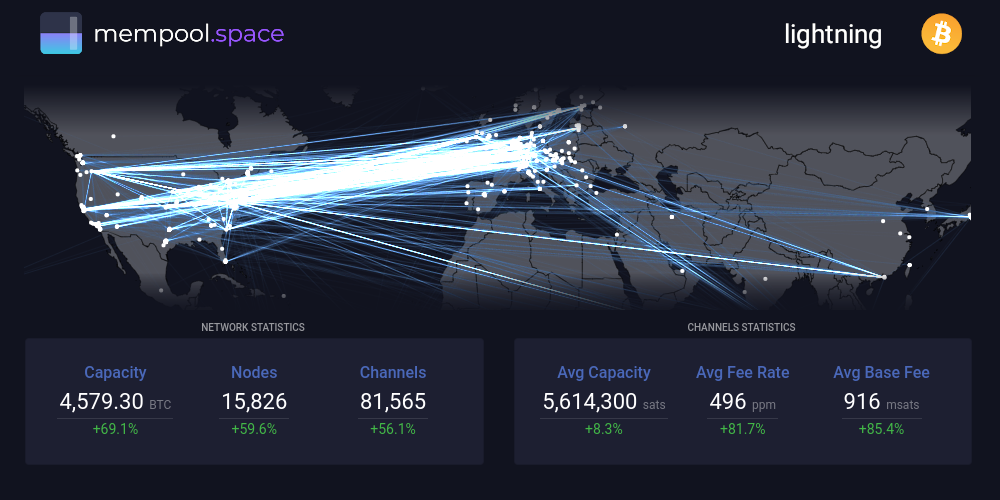 mempool.space
lightning
NETWORK STATISTICS
Capacity Nodes Channels
4,579.30 BTC 15,826 81,565
+69.1% +59.6% +56.1%
CHANNELS STATISTICS
Avg Capacity Avg Fee Rate Avg Base Fee
5,614,300 sats 496 ppm 916 msats
+8.3% +81.7% +85.4%